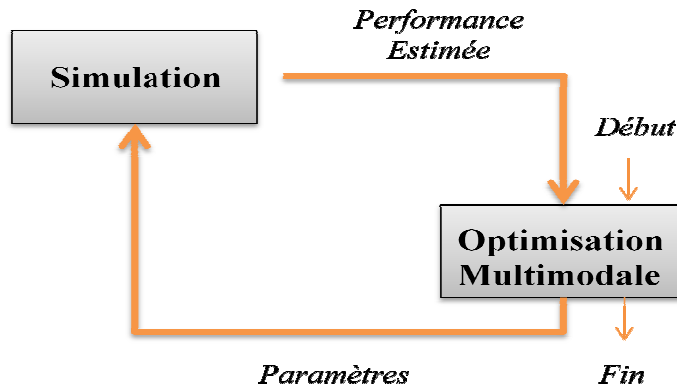 Performance
Estimée
Simulation
Début
Optimisation
Multimodale
Paramètres
Fin